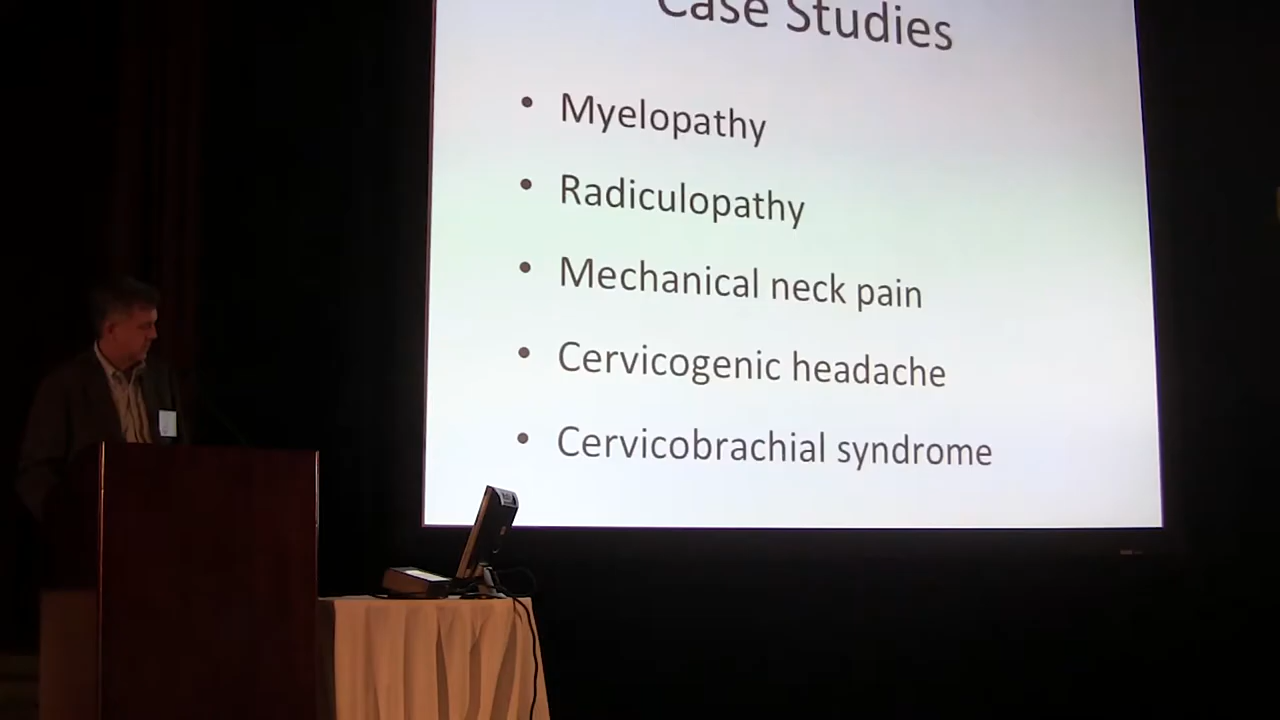 Case Studies
• Myelopathy
• Radiculopathy
• Mechanical neck pain
• Cervicogenic headache
• Cervicobrachial syndrome